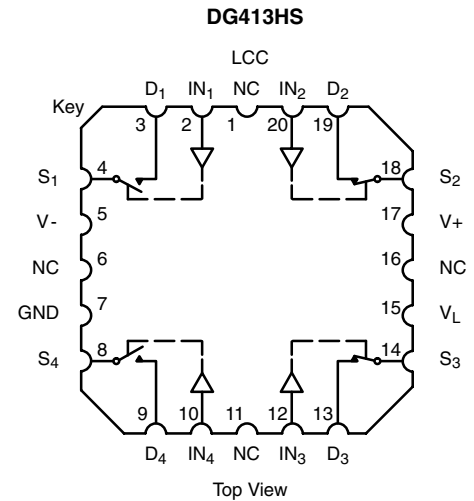 DG413HS
LCC
D1 IN1 NC IN2 D2
Key
3 2 1 20 19
S1 4 18 S2
V- 5 17 V+
NC 6 16 NC
GND 7 15 VL
S4 8 14 S3
9 10 11 12 13
D4 IN4 NC IN3 D3
Top View